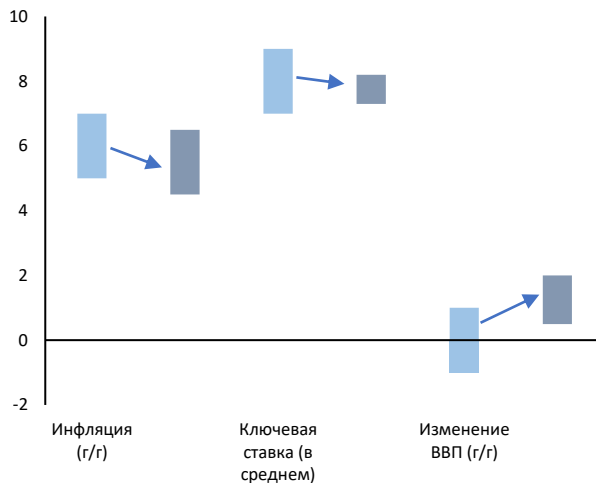 10
8
6
4
2
0
-2
Инфляция
(г/г)
Ключевая
ставка (в
среднем)
Изменение
ВВП (г/г)